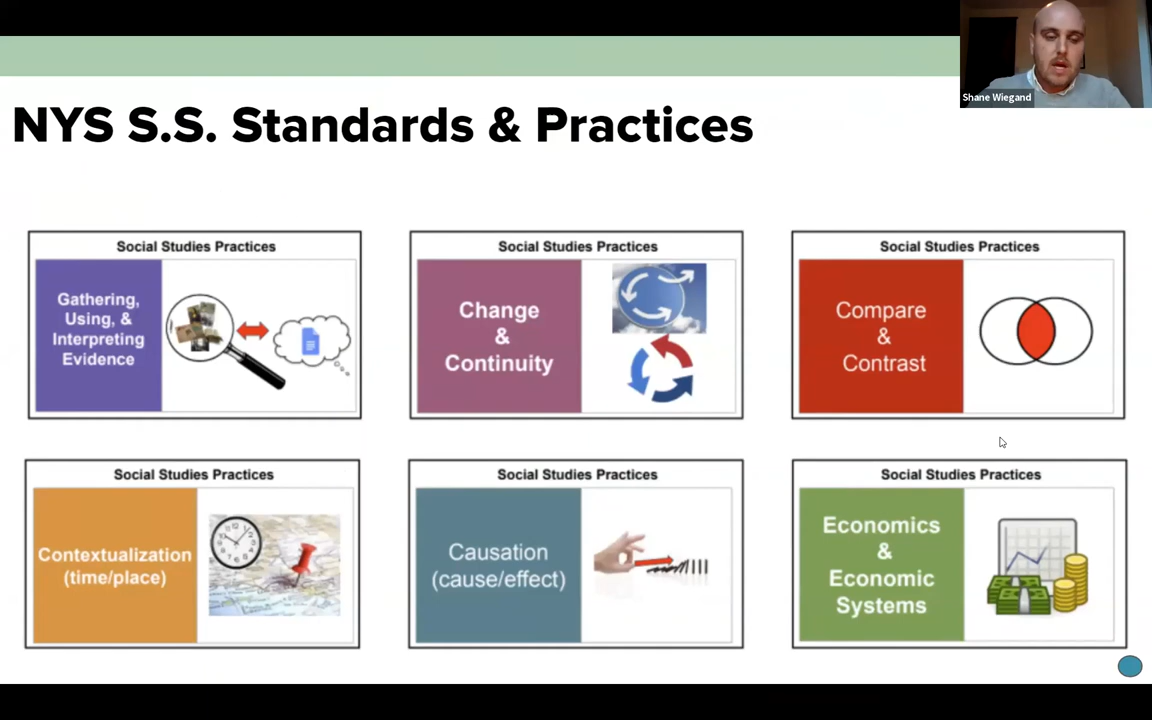 Shane Wiegand
NYS S.S. Standards & Practices
Social Studies Practices
Gathering,
Using, &
Interpreting
Evidence
Social Studies Practices
Change
&
Continuity
Social Studies Practices
Compare
&
Contrast
Social Studies Practices
Contextualization
(time/place)
Social Studies Practices
Causation
(cause/effect)
Social Studies Practices
Economics
&
Economic
Systems